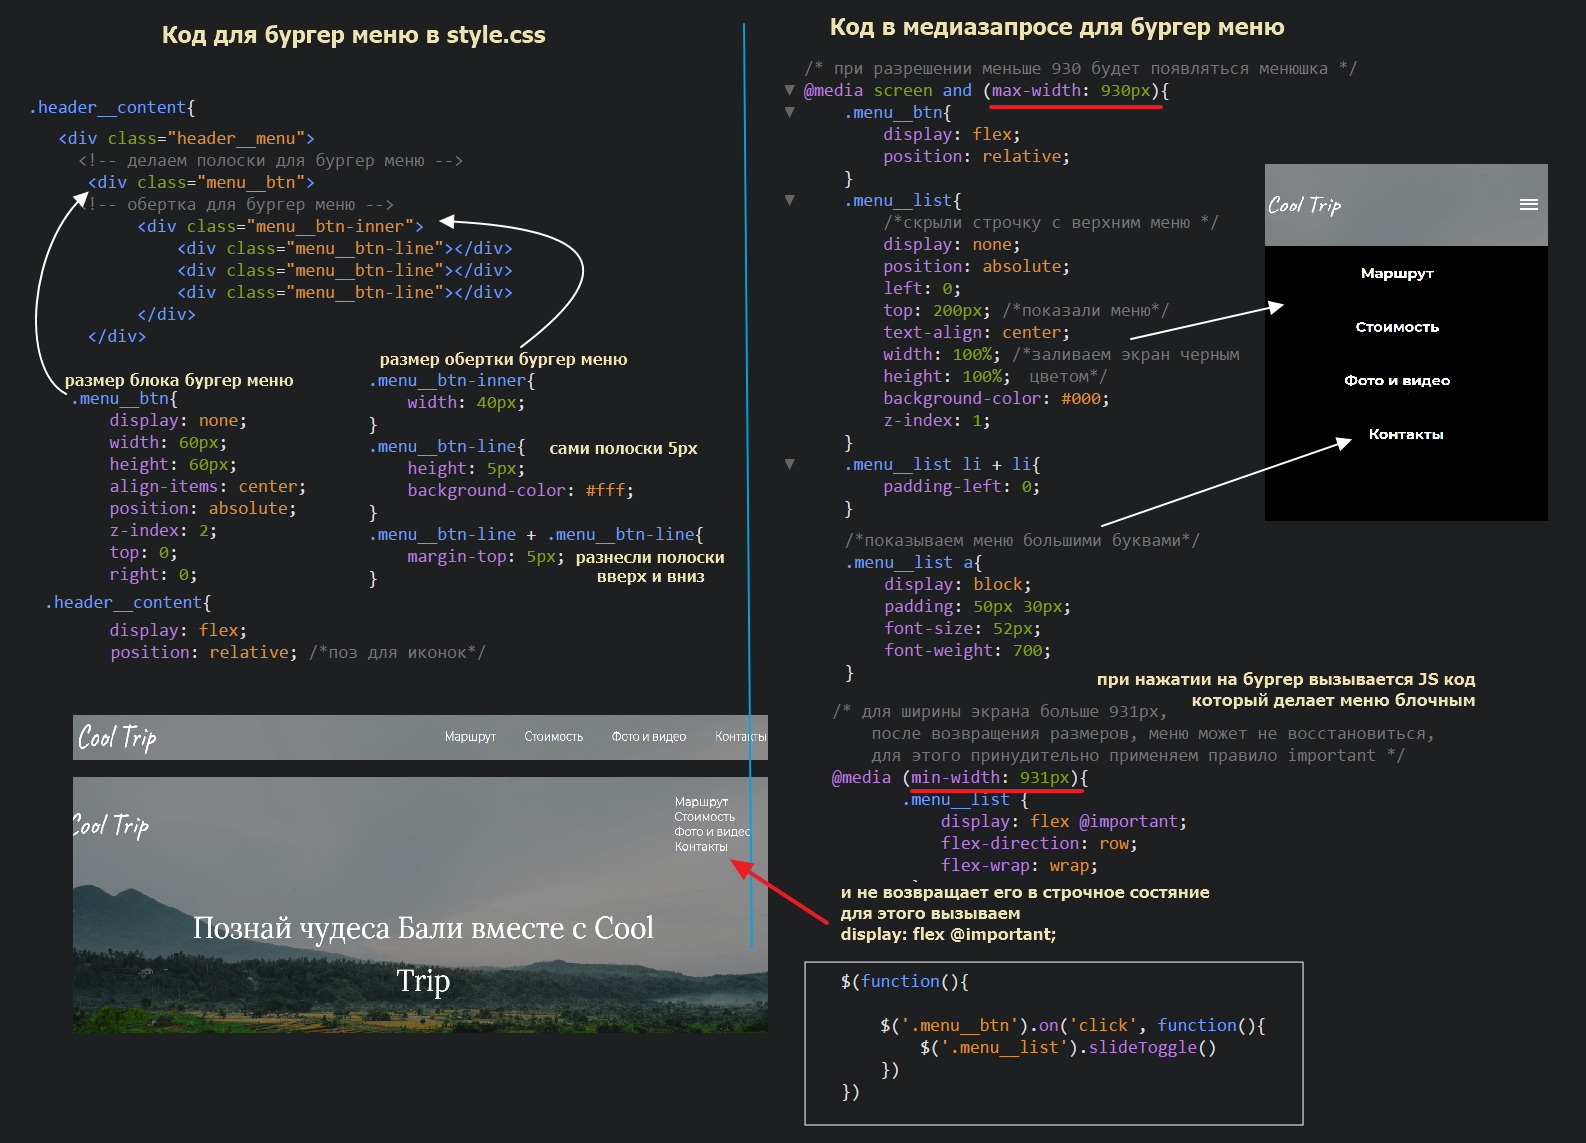 Код для бургер меню в style.css
.header__content{
<div class="header__menu">
<!-- делаем полоски для бургер меню -->
<div class="menu__btn">
!-- обертка для бургер меню -->
<div class="menu__btn-inner">
<div class="menu__btn-line"></div>
<div class="menu__btn-line"></div>
<div class="menu__btn-line"></div>
</div>
</div>
размер блока бургер меню
.menu__btn{
display: none;
width: 60px;
height: 60px;
align-items: center;
position: absolute;
z-index: 2;
top: 0;
right: 0;
размер обертки бургер меню
.menu__btn-inner{
width: 40px;
}
.menu__btn-line{ сами полоски 5px
height: 5px;
background-color: #fff;
}
.menu__btn-line + .menu__btn-line{
margin-top: 5px; разнесли полоски
вверх и вниз
}
.header__content{
display: flex;
position: relative; /*поз для иконок*/
Cool Trip Маршрут Стоимость Фото и видео Контакты
Cool Trip
Маршрут
Стоимость
Фото и видео
Контакты
Познай чудеса Бали вместе с Cool
Trip
Код в медиазапросе для бургер меню
/* при разрешении меньше 930 будет появляться менюшка */
@media screen and (max-width: 930px){
.menu__btn{
display: flex;
position: relative;
}
.menu__list{
/*скрыли строчку с верхним меню */
display: none;
position: absolute;
left: 0;
top: 200px; /*показали меню*/
text-align: center;
width: 100%; /*заливаем экран черным
height: 100%; цветом*/
background-color: #000;
z-index: 1;
}
.menu__list li + li{
padding-left: 0;
}
/*показываем меню большими буквами*/
.menu__list a{
display: block;
padding: 50px 30px;
font-size: 52px;
font-weight: 700;
}
Cool Trip
Маршрут
Стоимость
Фото и видео
Контакты
при нажатии на бургер вызывается JS код
который делает меню блочным
/* для ширины экрана больше 931px,
после возвращения размеров, меню может не восстановиться,
для этого принудительно применяем правило important */
@media (min-width: 931px){
.menu__list {
display: flex @important;
flex-direction: row;
flex-wrap: wrap;
и не возвращает его в строчное состяние
для этого вызываем
display: flex @important;
$(function(){
$('.menu__btn').on('click', function(){
$('.menu__list').slideToggle()
})
})